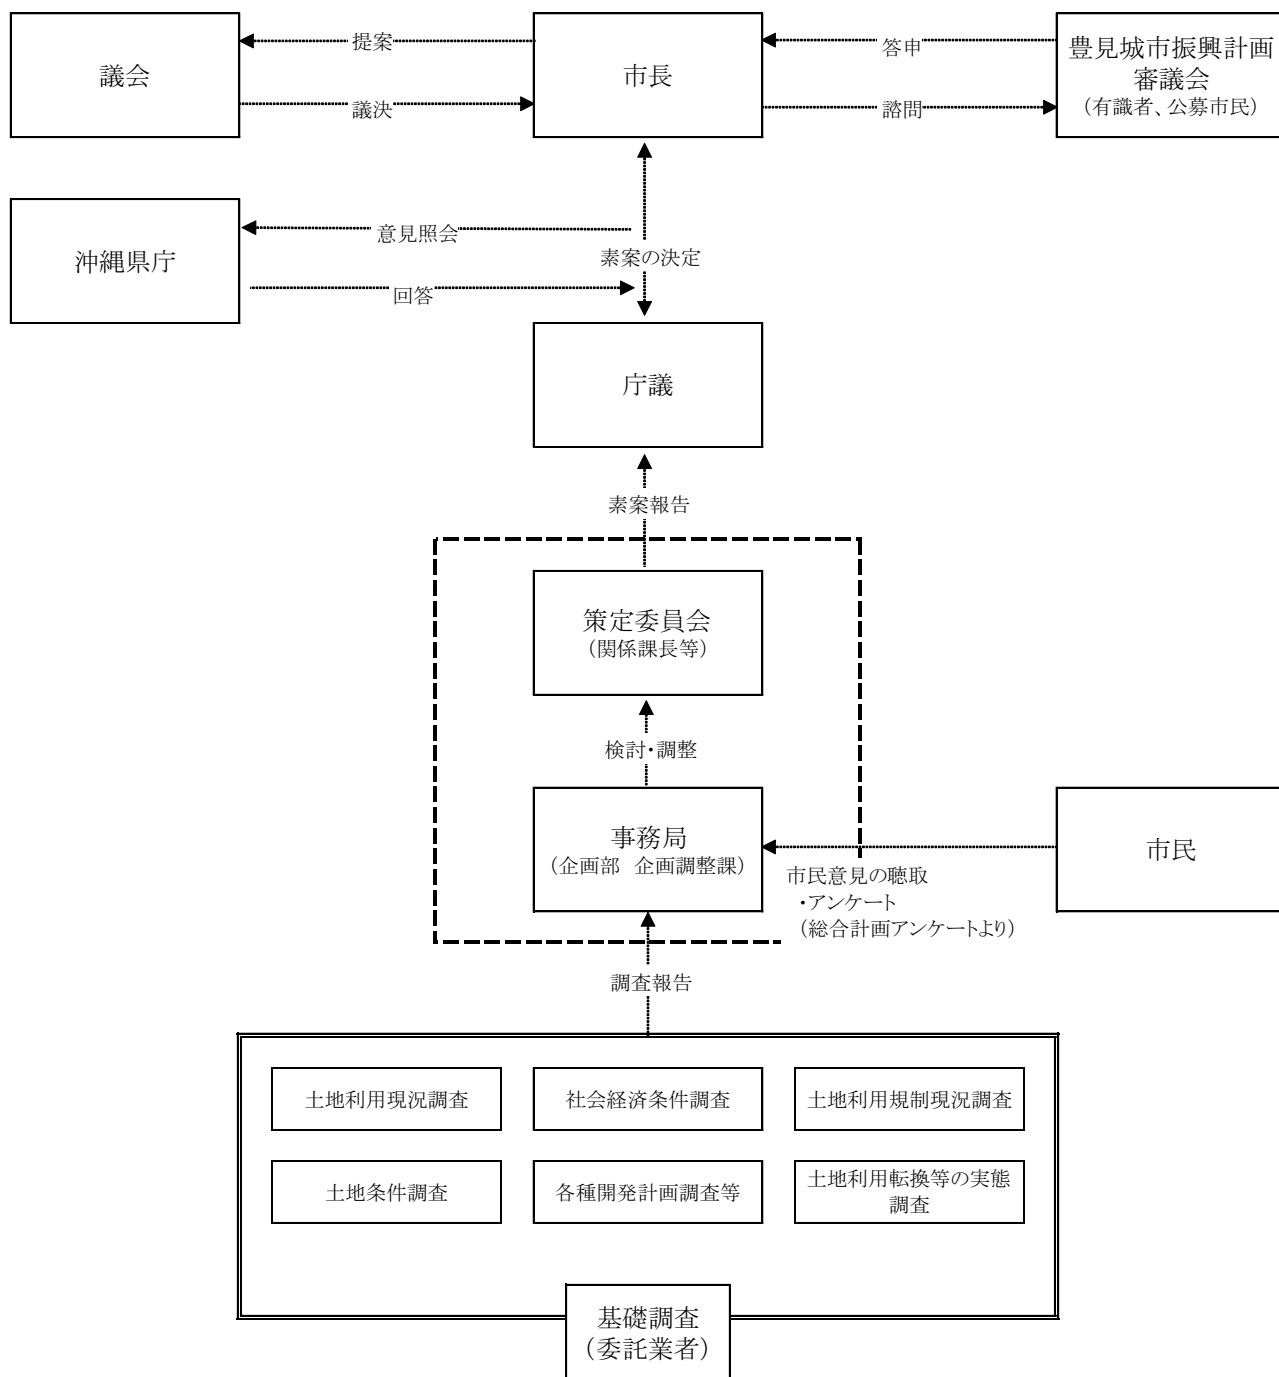 議会
提案
議決
市長
答申
諮問
豊見城市振興計画
審議会
（有識者、公募市民）
沖縄県庁
意見照会
回答
素案の決定
庁議
素案報告
策定委員会
（関係課長等）
検討・調整
事務局
（企画部　企画調整課）
市民
市民意見の聴取
・アンケート
（総合計画アンケートより）
調査報告
土地利用現況調査
社会経済条件調査
土地利用規制現況調査
土地条件調査
各種開発計画調査等
土地利用転換等の実態
調査
基礎調査
（委託業者）